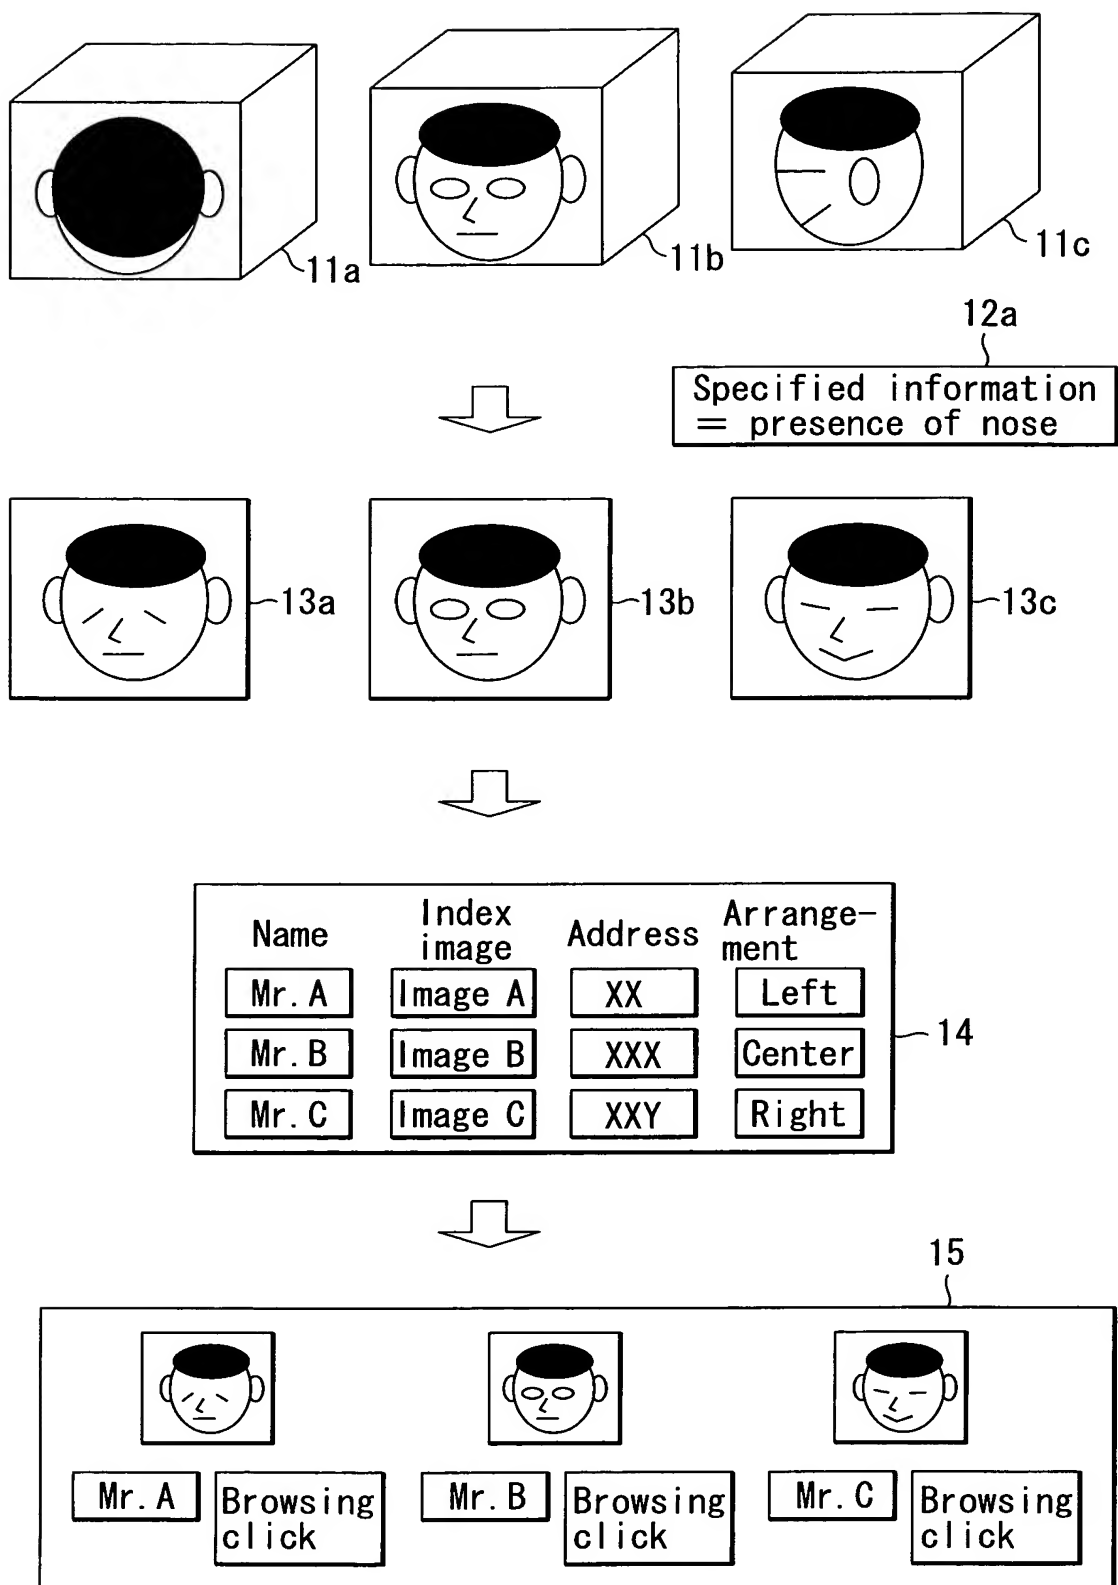 11a
11b
11c
12a
Specified information
= presence of nose
13a
13b
13c
Name Index image Address Arrange-ment
Mr. A Image A XX Left
Mr. B Image B XXX Center
Mr. C Image C XXY Right
14
15
Mr. A Browsing click Mr. B Browsing click Mr. C Browsing click